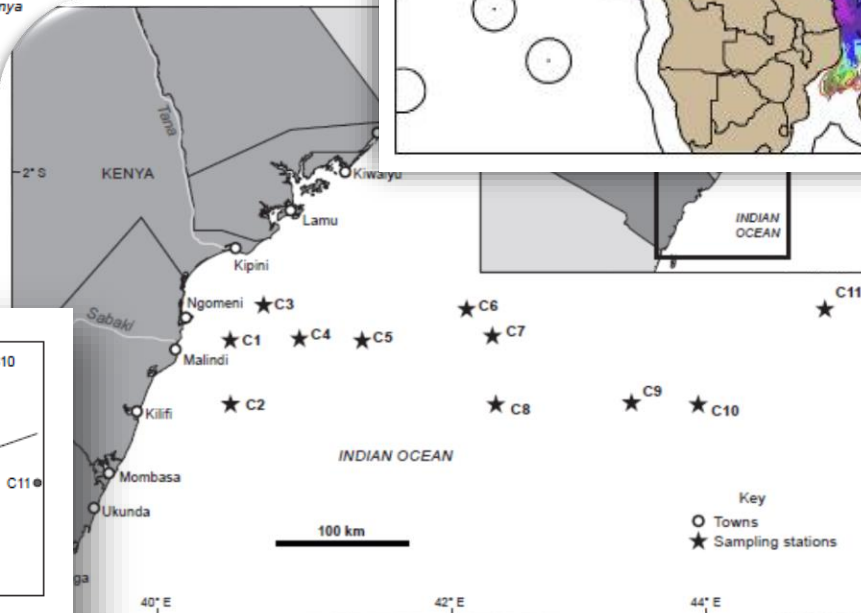 nya
Tana
2° S
KENYA
Kiwaiyu
Lamu
INDIAN
OCEAN
Kipini
C11
Ngomeni
C3
C6
Sabaki
C1
C4
C5
C7
10
Malindi
C2
C8
C9
C10
Kilifi
INDIAN OCEAN
C11
Mombasa
Key
Ukunda
Towns
100 km
Sampling stations
ga
40° E
42° E
44° E